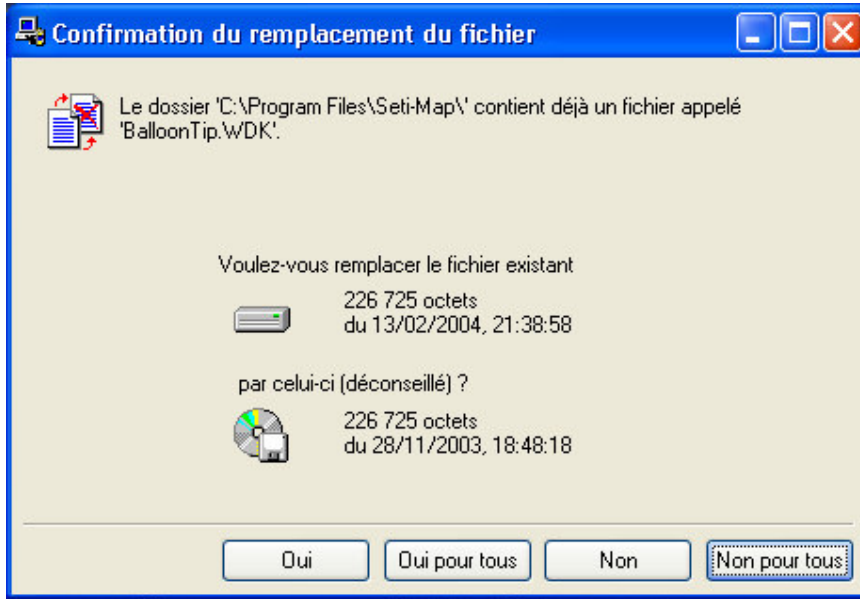 Confirmation du remplacement du fichier
Le dossier 'C:\Program Files\Seti-Map\' contient déjà un fichier appelé
'BalloonTip.WDK'.
Voulez-vous remplacer le fichier existant
226 725 octets
du 13/02/2004, 21:38:58
par celui-ci (déconseillé) ?
226 725 octets
du 28/11/2003, 18:48:18
Oui
Oui pour tous
Non
Non pour tous